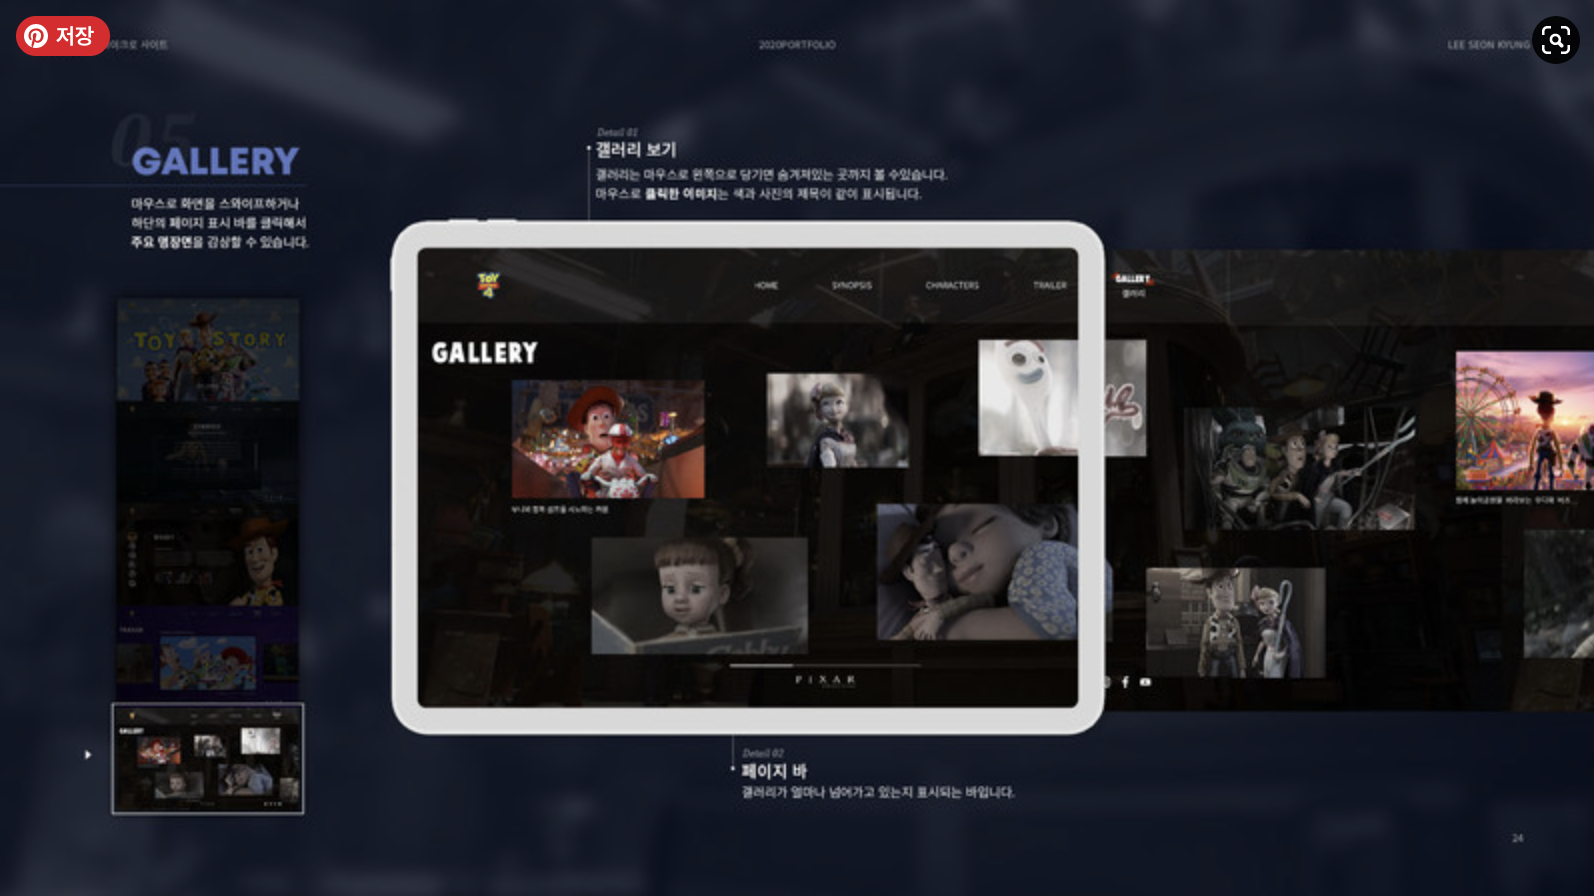 저장
이크로 사이트
2020PORTFOLIO
LEE SEON KYUNG
05
GALLERY
마우스로 화면을 스와이프하거나
하단의 페이지 표시 바를 클릭해서
주요 명장면을 감상할 수 있습니다.
Detail 01
갤러리 보기
갤러리는 마우스로 왼쪽으로 당기면 숨겨져있는 곳까지 볼 수있습니다.
마우스로 클릭한 이미지는 색과 사진의 제목이 같이 표시됩니다.
TOY
4
HOME
SYNOPSIS
CHARACTERS
TRAILER
GALLERY
갤러리
GALLERY
PIXAR
TOY STORY
TRAILER
GALLERY
Detail 02
페이지 바
갤러리가 얼마나 넘어가고 있는지 표시되는 바입니다.
24